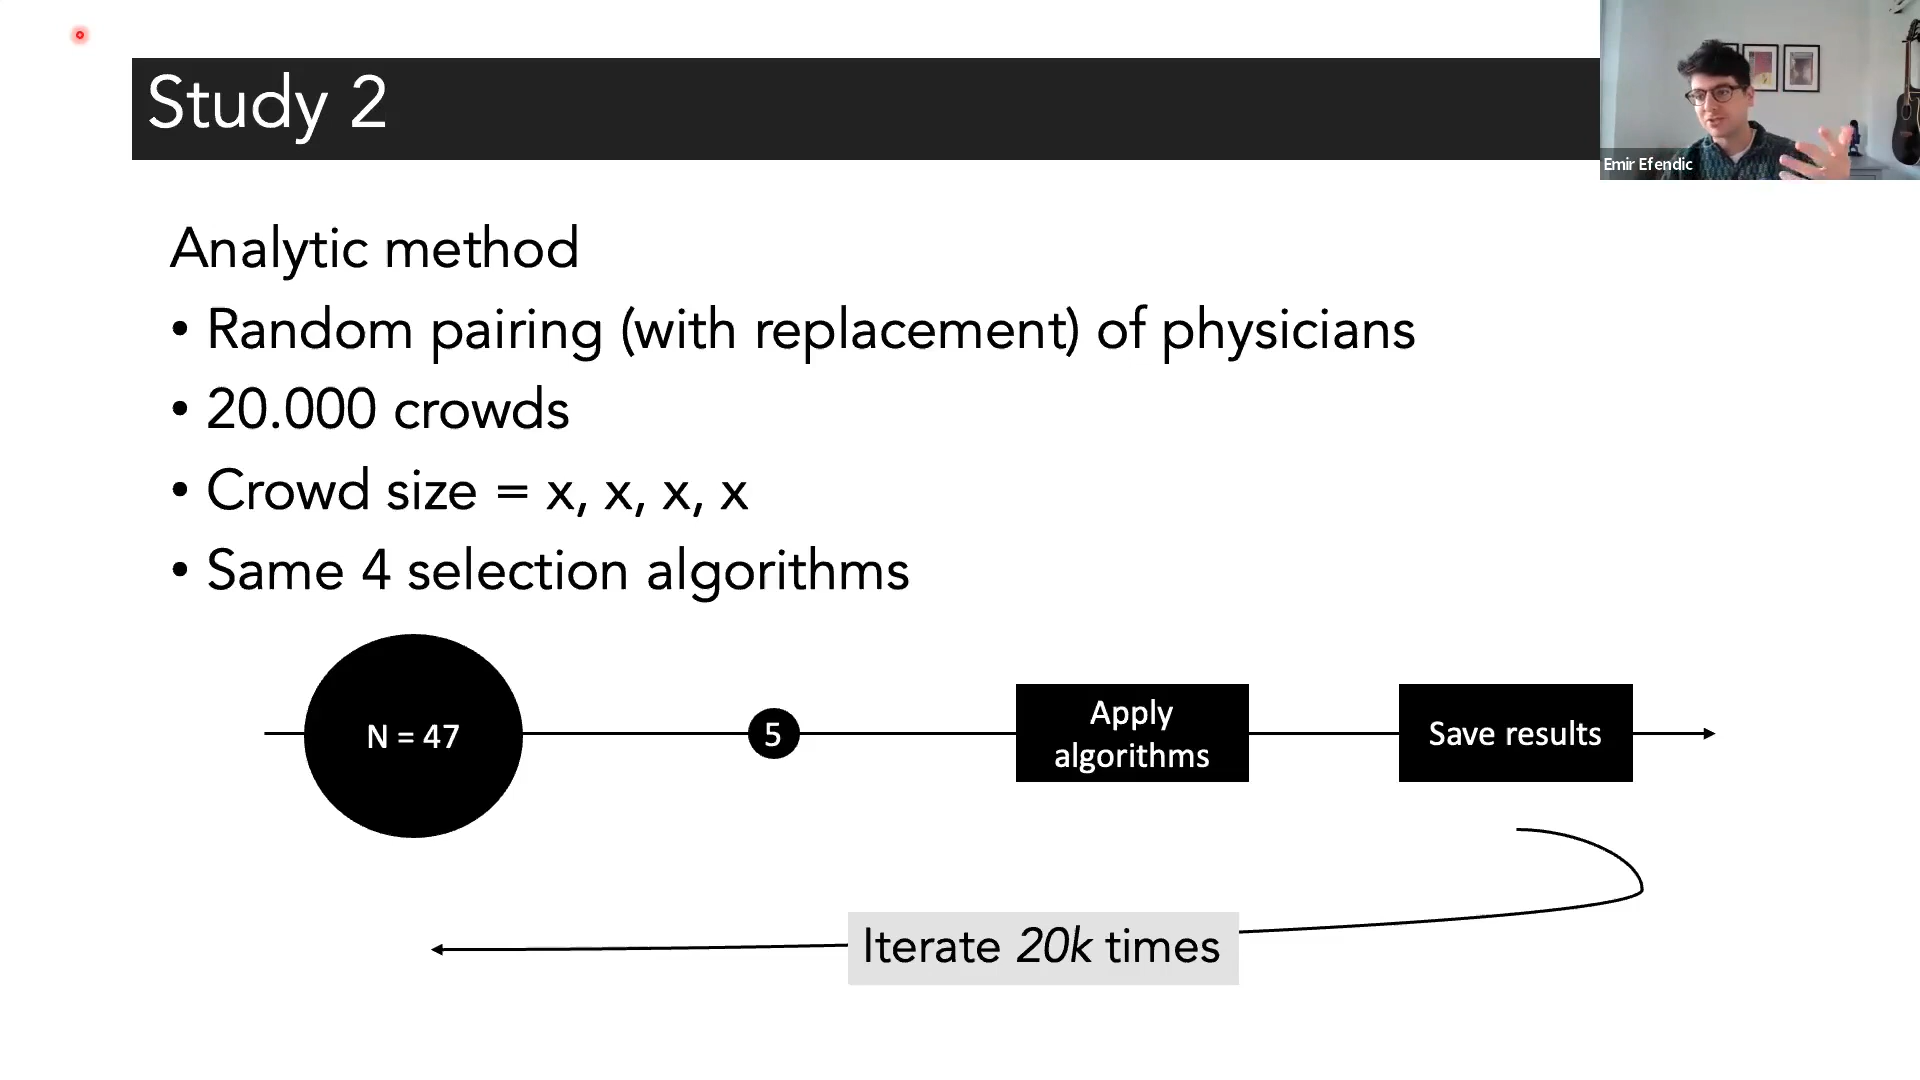 Study 2
Emir Efendic
Analytic method
• Random pairing (with replacement) of physicians
• 20.000 crowds
• Crowd size = x, x, x, x
• Same 4 selection algorithms
N = 47
5
Apply
algorithms
Save results
Iterate 20k times